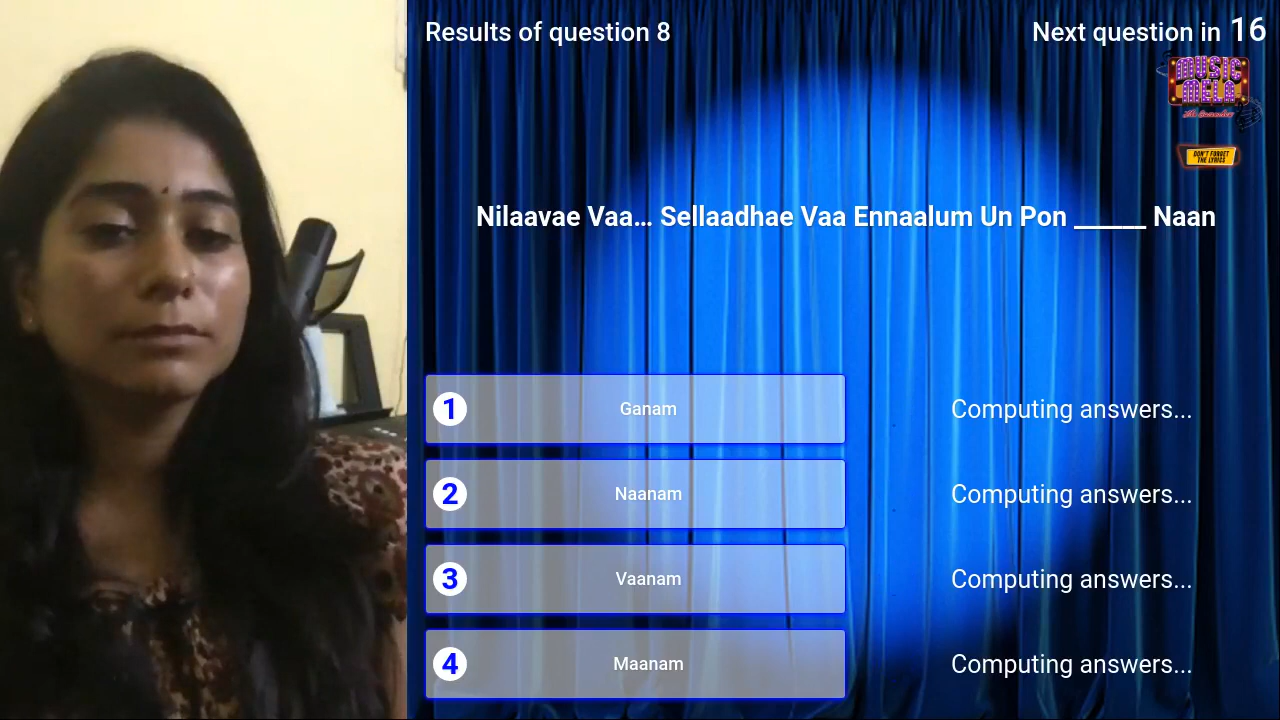 Results of question 8
Next question in 16
MUSIC
MELA
DON'T FORGET
THE LYRICS
Nilaavae Vaa… Sellaadhae Vaa Ennaalum Un Pon ______ Naan
1 Ganam Computing answers...
2 Naanam Computing answers...
3 Vaanam Computing answers...
4 Maanam Computing answers...